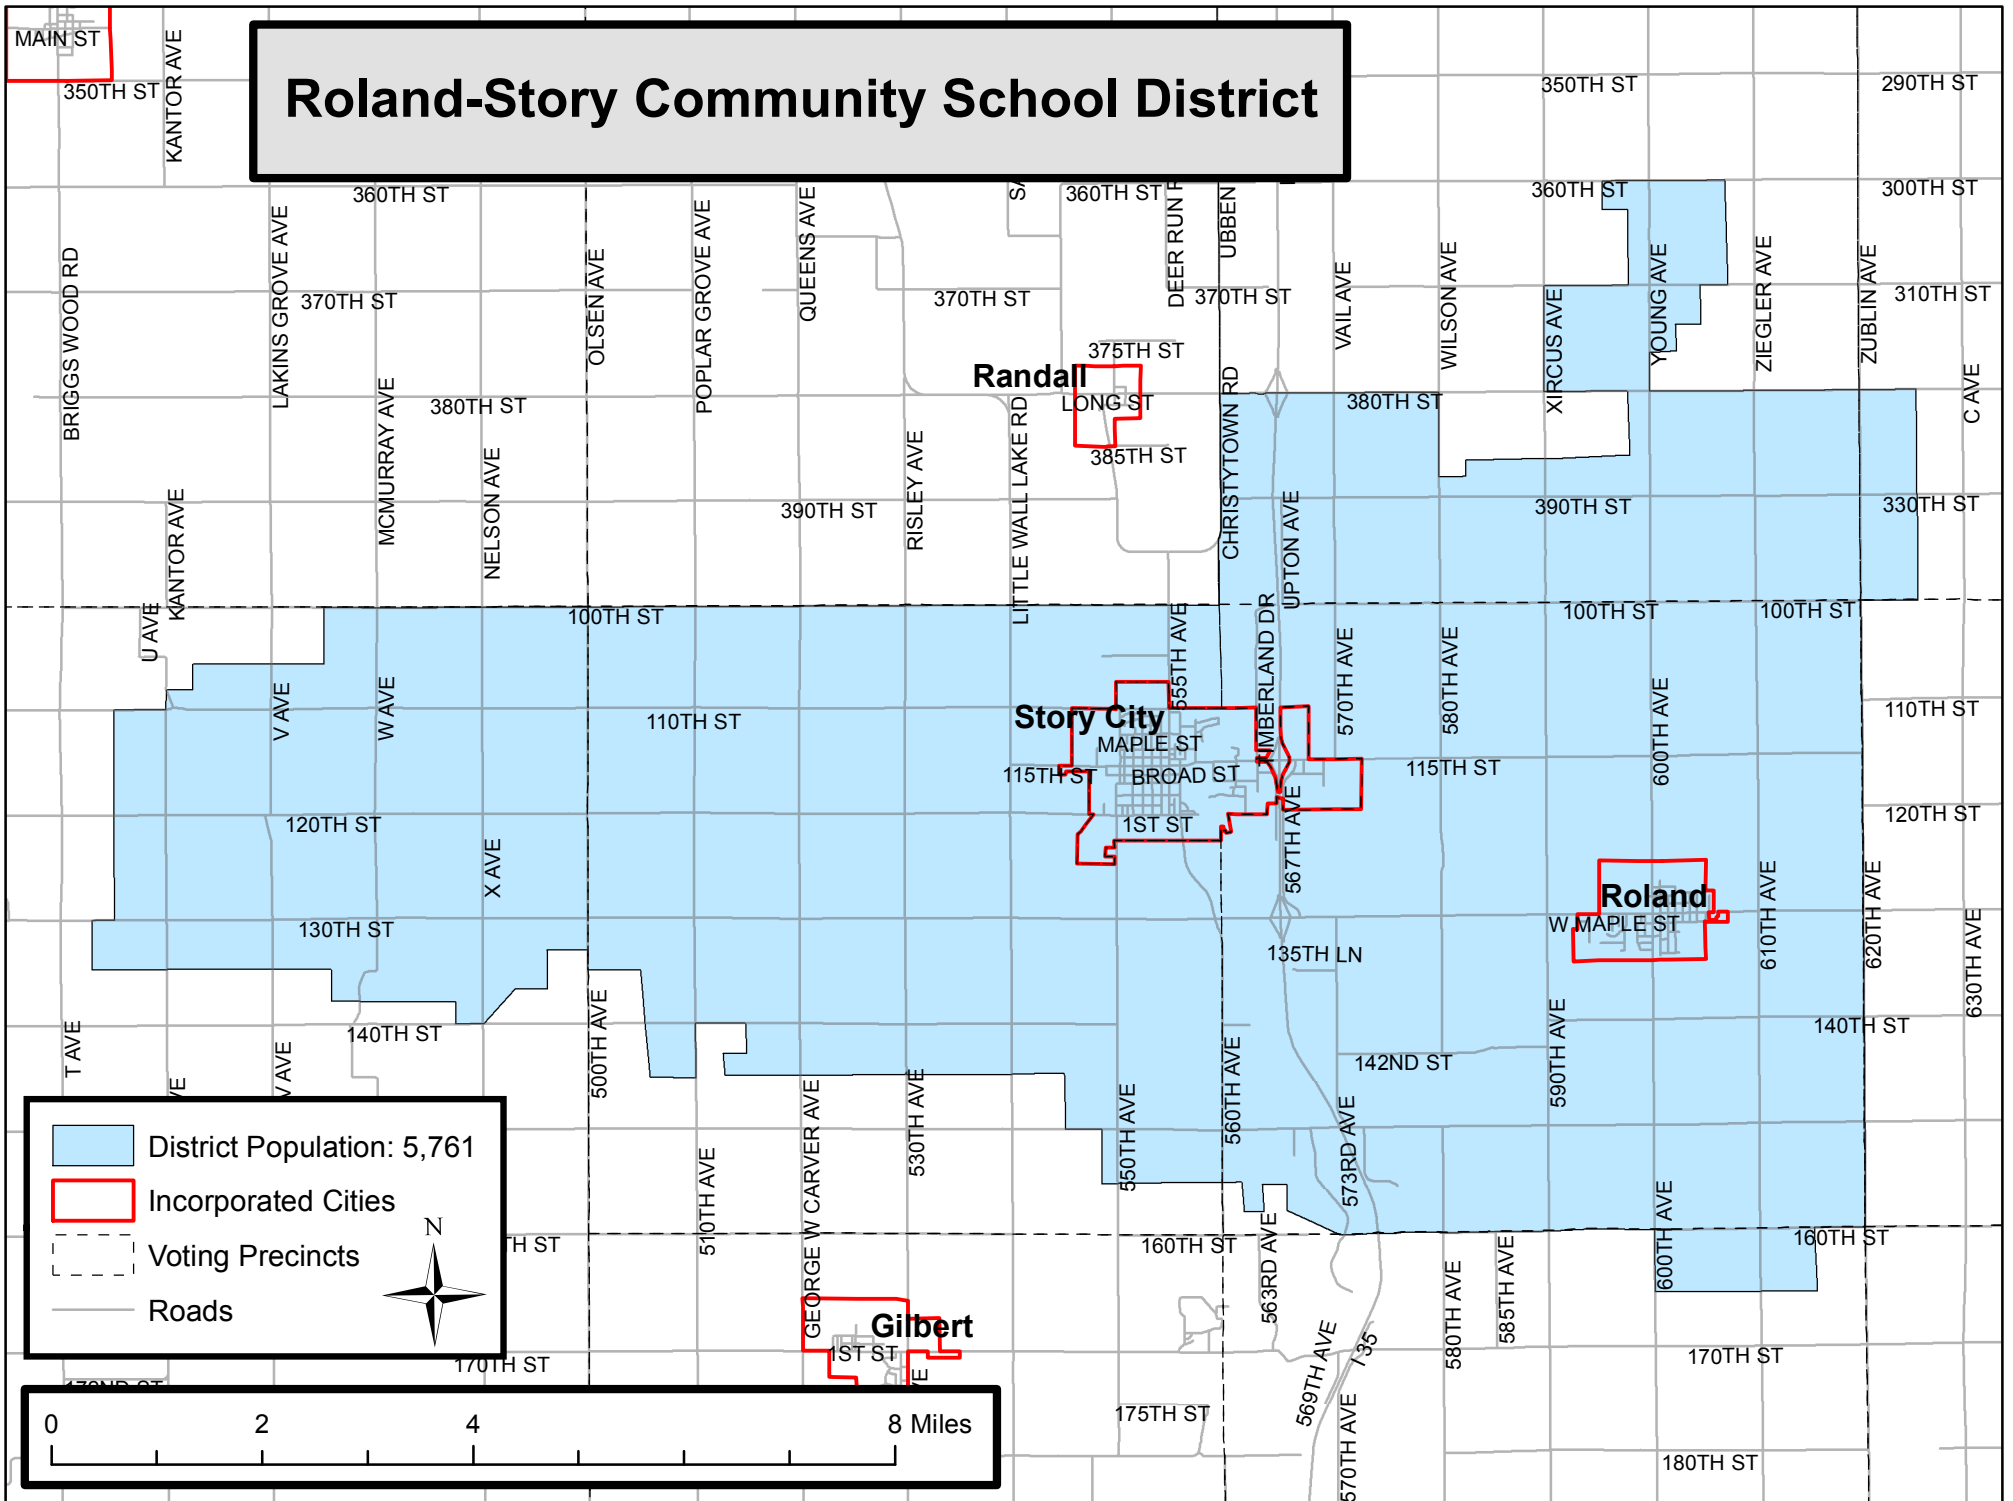 MAIN ST
350TH ST
KANTOR AVE
Roland-Story Community School District
350TH ST
290TH ST
360TH ST
360TH ST
360TH ST
300TH ST
BRIGGS WOOD RD
LAKINS GROVE AVE
OLSEN AVE
POPLAR GROVE AVE
QUEENS AVE
DEER RUN R
UBBEN
VAIL AVE
WILSON AVE
XIRCUS AVE
YOUNG AVE
ZIEGLER AVE
ZUBLIN AVE
C AVE
370TH ST
370TH ST
370TH ST
310TH ST
375TH ST
Randall
LONG ST
380TH ST
380TH ST
385TH ST
MCMURRAY AVE
NELSON AVE
RISLEY AVE
LITTLE WALL LAKE RD
CHRISTYTOWN RD
UPTON AVE
390TH ST
390TH ST
330TH ST
KANTOR AVE
U AVE
100TH ST
100TH ST
100TH ST
V AVE
W AVE
555TH AVE
TIMBERLAND DR
570TH AVE
580TH AVE
600TH AVE
110TH ST
110TH ST
Story City
MAPLE ST
115TH ST
BROAD ST
115TH ST
120TH ST
1ST ST
120TH ST
X AVE
567TH AVE
Roland
W MAPLE ST
610TH AVE
620TH AVE
630TH AVE
130TH ST
135TH LN
T AVE
V AVE
VE
140TH ST
140TH ST
500TH AVE
142ND ST
590TH AVE
510TH AVE
GEORGE W CARVER AVE
530TH AVE
550TH AVE
560TH AVE
573RD AVE
District Population: 5,761
Incorporated Cities
Voting Precincts
Roads
N
TH ST
160TH ST
160TH ST
563RD AVE
600TH AVE
580TH AVE
585TH AVE
Gilbert
1ST ST
VE
170TH ST
170TH ST
569TH AVE
I-35
570TH AVE
175TH ST
180TH ST
0 2 4 8 Miles